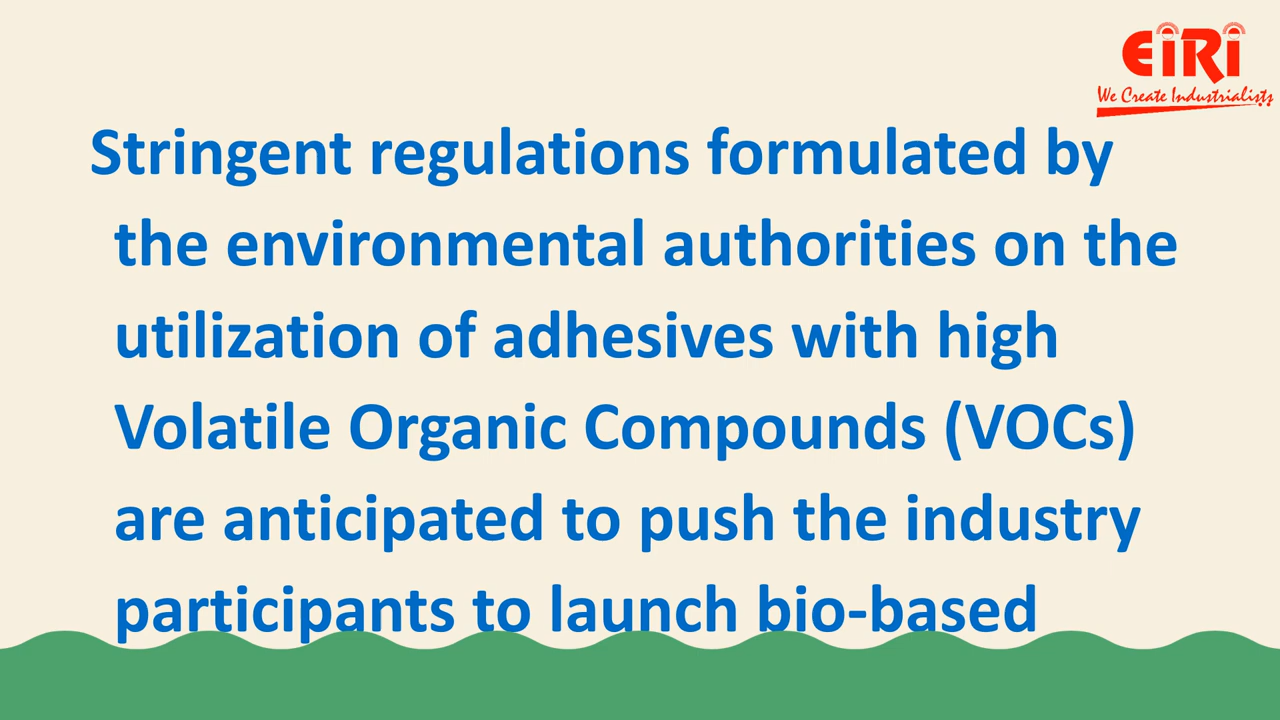 EiRi
We Create Industrialists
Stringent regulations formulated by
the environmental authorities on the
utilization of adhesives with high
Volatile Organic Compounds (VOCs)
are anticipated to push the industry
participants to launch bio-based